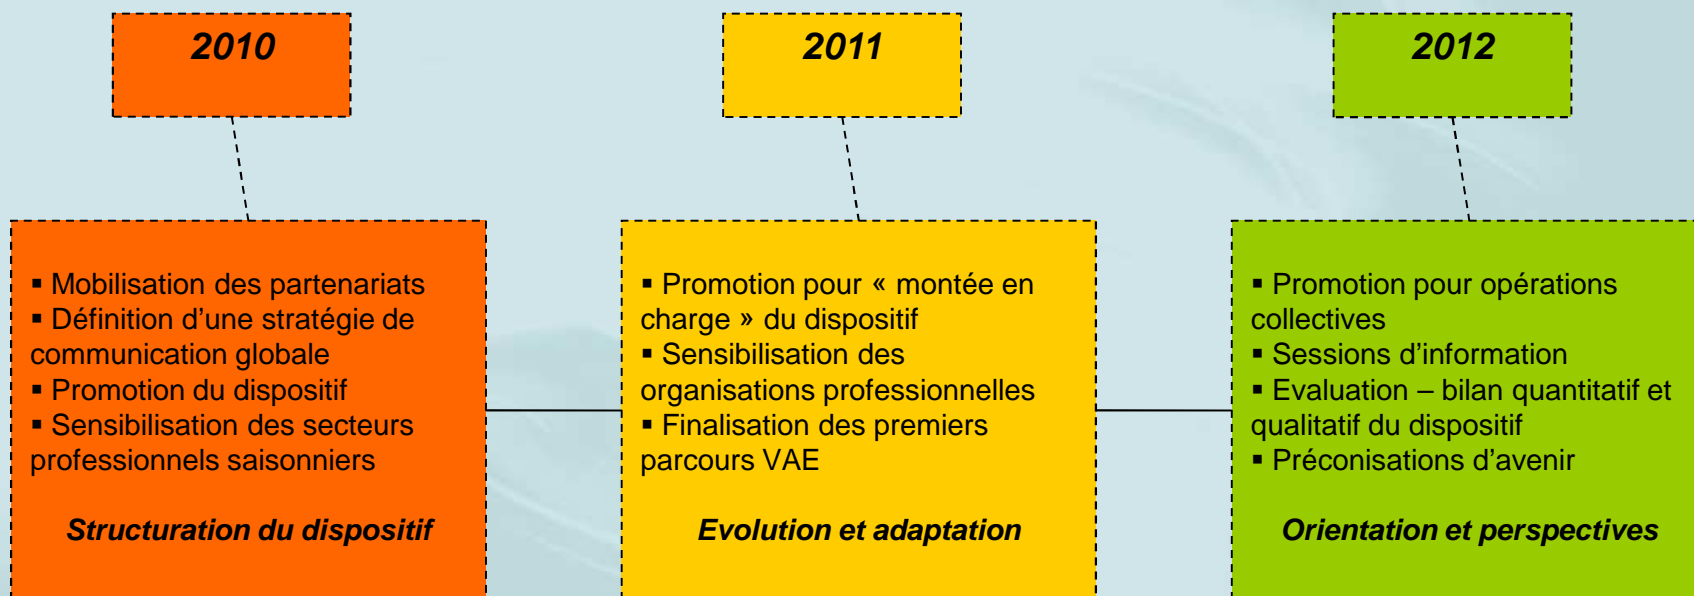 2010
▪ Mobilisation des partenariats
▪ Définition d'une stratégie de
communication globale
▪ Promotion du dispositif
▪ Sensibilisation des secteurs
professionnels saisonniers
Structuration du dispositif
2011
▪ Promotion pour « montée en
charge » du dispositif
▪ Sensibilisation des
organisations professionnelles
▪ Finalisation des premiers
parcours VAE
Evolution et adaptation
2012
▪ Promotion pour opérations
collectives
▪ Sessions d'information
▪ Evaluation – bilan quantitatif et
qualitatif du dispositif
▪ Préconisations d'avenir
Orientation et perspectives